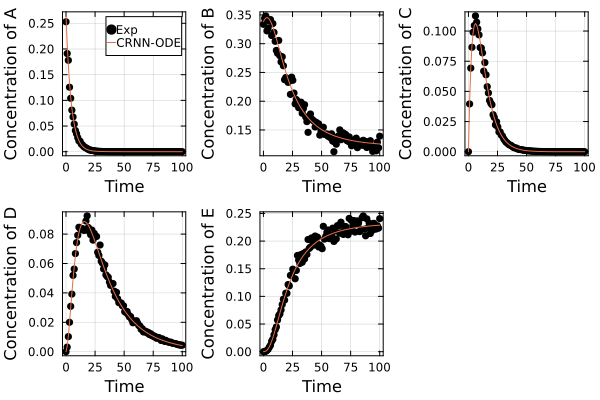 Concentration of A
0.25
0.20
0.15
0.10
0.05
0.00
0 25 50 75 100
Time
Exp
CRNN-ODE
Concentration of B
0.35
0.30
0.25
0.20
0.15
0 25 50 75 100
Time
Concentration of C
0.100
0.075
0.050
0.025
0.000
0 25 50 75 100
Time
Concentration of D
0.08
0.06
0.04
0.02
0.00
0 25 50 75 100
Time
Concentration of E
0.25
0.20
0.15
0.10
0.05
0.00
0 25 50 75 100
Time